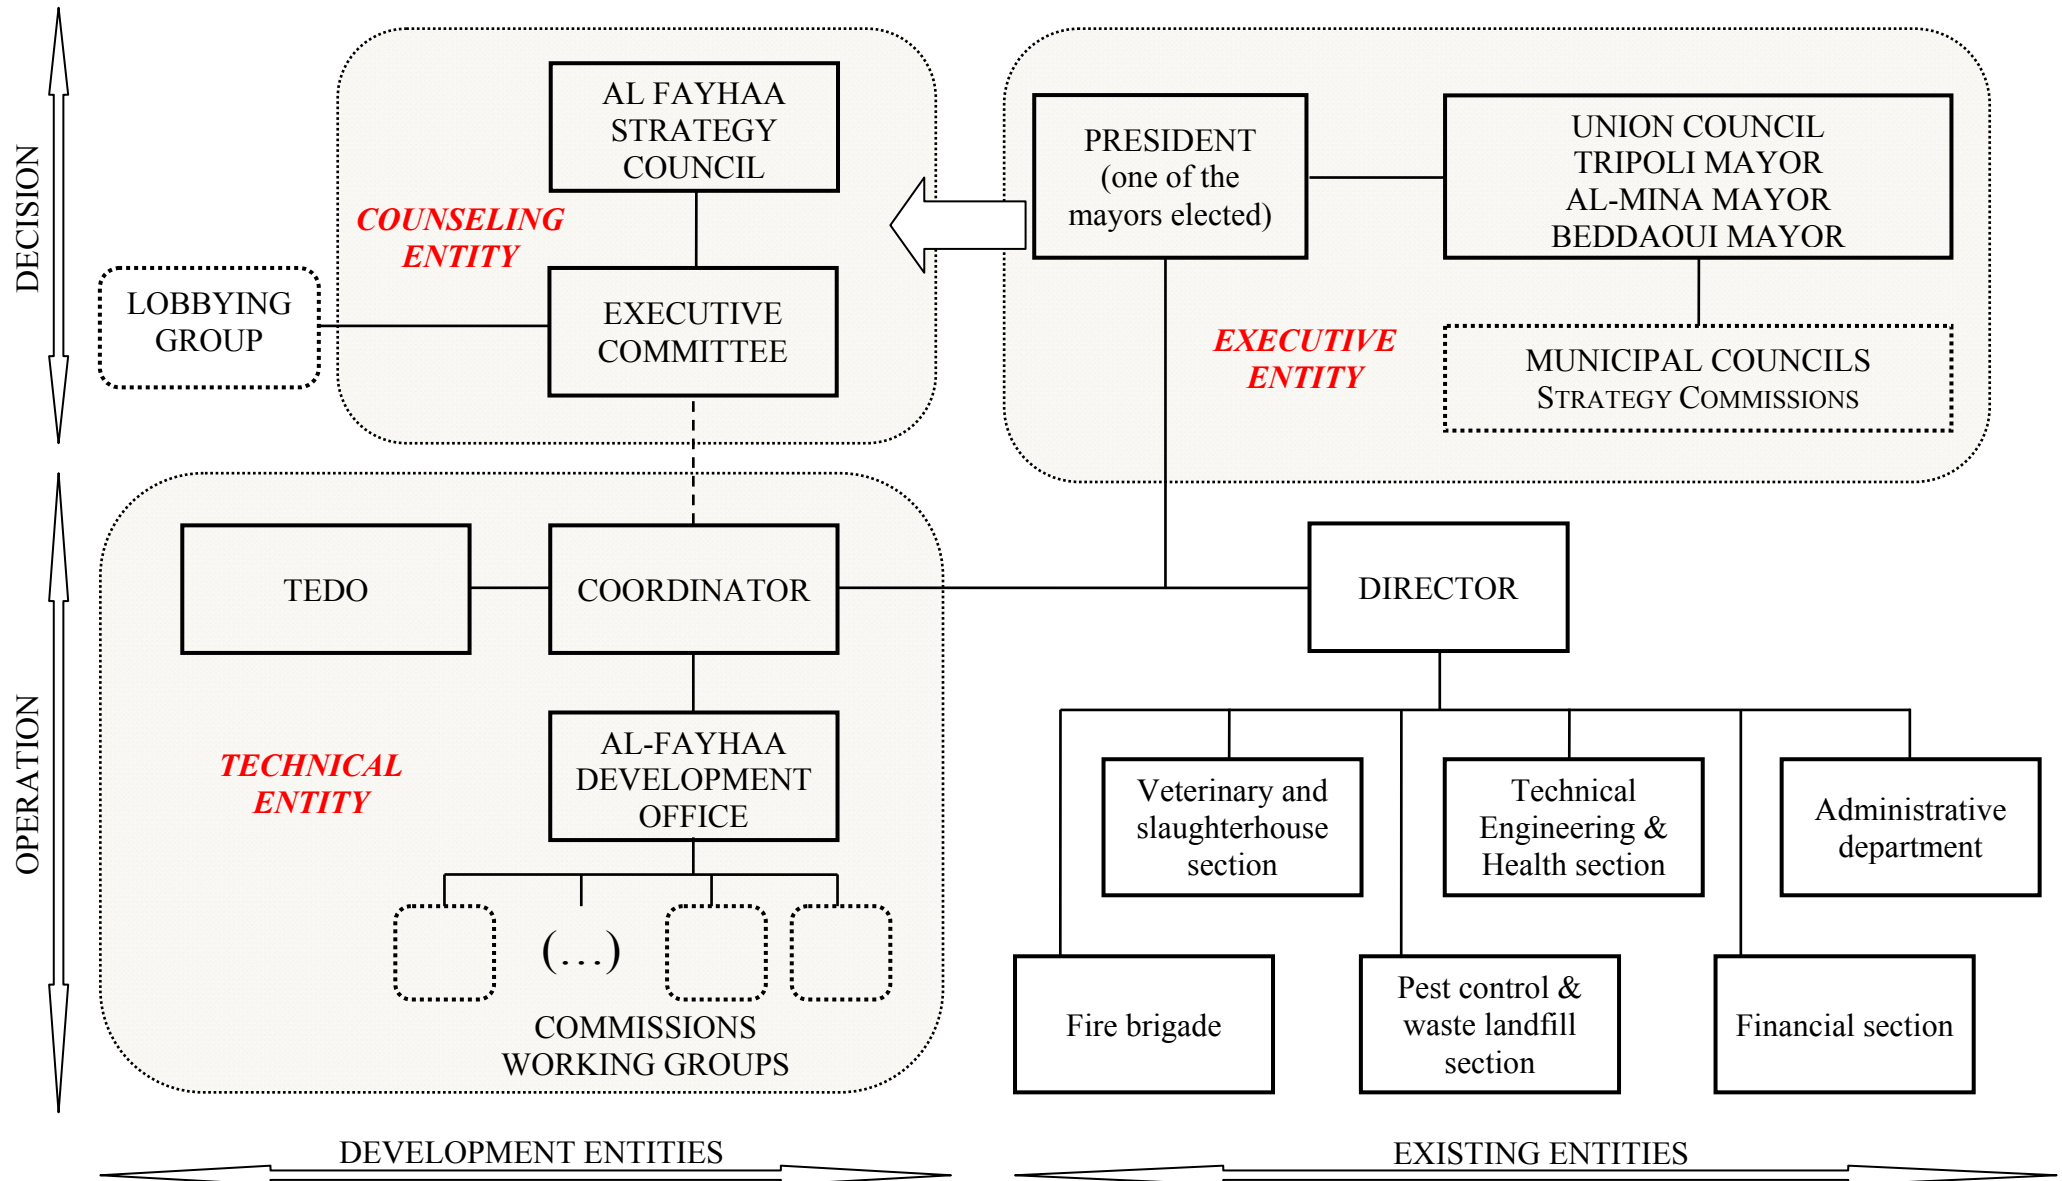 DECISION
AL FAYHAA
STRATEGY
COUNCIL
COUNSELING
ENTITY
LOBBYING
GROUP
EXECUTIVE
COMMITTEE
PRESIDENT
(one of the
mayors elected)
UNION COUNCIL
TRIPOLI MAYOR
AL-MINA MAYOR
BEDDAOUI MAYOR
EXECUTIVE
ENTITY
MUNICIPAL COUNCILS
STRATEGY COMMISSIONS
OPERATION
TEDO
COORDINATOR
DIRECTOR
TECHNICAL
ENTITY
AL-FAYHAA
DEVELOPMENT
OFFICE
(…)
COMMISSIONS
WORKING GROUPS
Veterinary and
slaughterhouse
section
Technical
Engineering &
Health section
Administrative
department
Fire brigade
Pest control &
waste landfill
section
Financial section
DEVELOPMENT ENTITIES
EXISTING ENTITIES